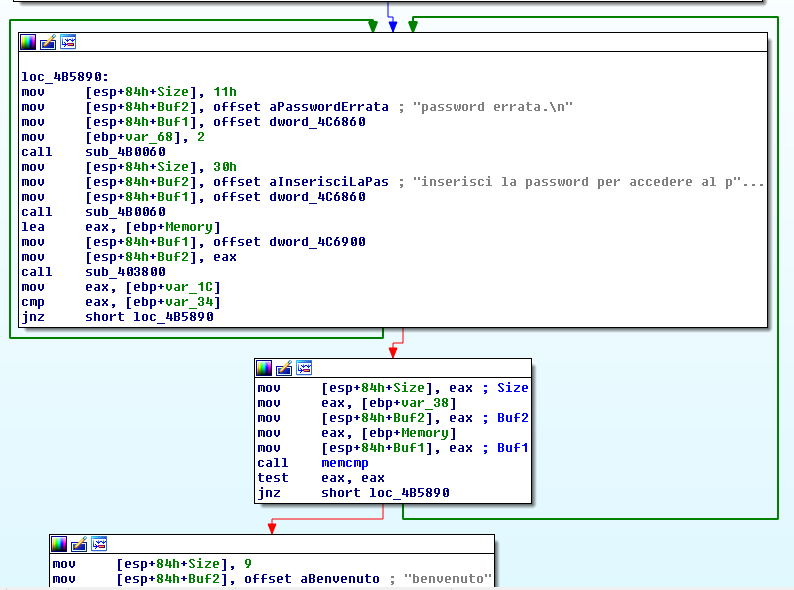 loc_4B5890:
mov [esp+84h+Size], 11h
mov [esp+84h+Buf2], offset aPasswordErrata ; "password errata.\n"
mov [esp+84h+Buf1], offset dword_4C6860
mov [ebp+var_68], 2
call sub_4B0060
mov [esp+84h+Size], 30h
mov [esp+84h+Buf2], offset aInserisciLaPas ; "inserisci la password per accedere al p"...
mov [esp+84h+Buf1], offset dword_4C6860
call sub_4B0060
lea eax, [ebp+Memory]
mov [esp+84h+Buf1], offset dword_4C6900
mov [esp+84h+Buf2], eax
call sub_403800
mov eax, [ebp+var_1C]
cmp eax, [ebp+var_34]
jnz short loc_4B5890
mov [esp+84h+Size], eax ; Size
mov eax, [ebp+var_38]
mov [esp+84h+Buf2], eax ; Buf2
mov eax, [ebp+Memory]
mov [esp+84h+Buf1], eax ; Buf1
call memcmp
test eax, eax
jnz short loc_4B5890
mov [esp+84h+Size], 9
mov [esp+84h+Buf2], offset aBenvenuto ; "benvenuto"